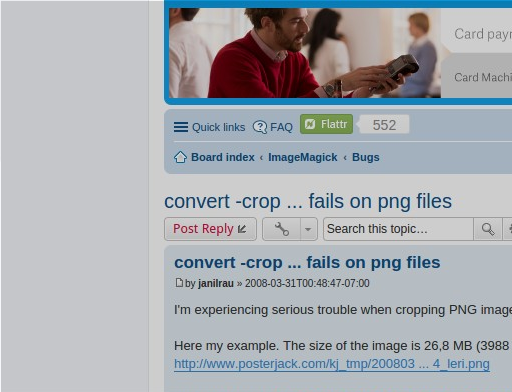 Card payr
Card Machi
Quick links FAQ Flattr 552
Board index ‹ ImageMagick ‹ Bugs
convert -crop ... fails on png files
Post Reply Search this topic…
convert -crop ... fails on png files
by janilrau » 2008-03-31T00:48:47-07:00
I'm experiencing serious trouble when cropping PNG image
Here my example. The size of the image is 26,8 MB (3988
http://www.posterjack.com/kj_tmp/200803 ... 4_leri.png